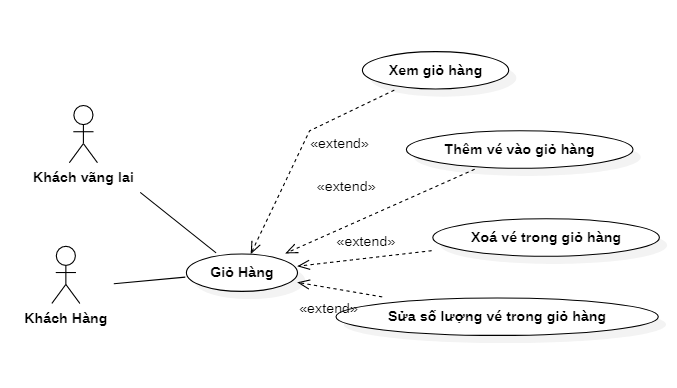 Xem giỏ hàng
«extend»
Thêm vé vào giỏ hàng
Khách vãng lai
«extend»
Xoá vé trong giỏ hàng
«extend»
Giỏ Hàng
Khách Hàng
«extend»
Sửa số lượng vé trong giỏ hàng